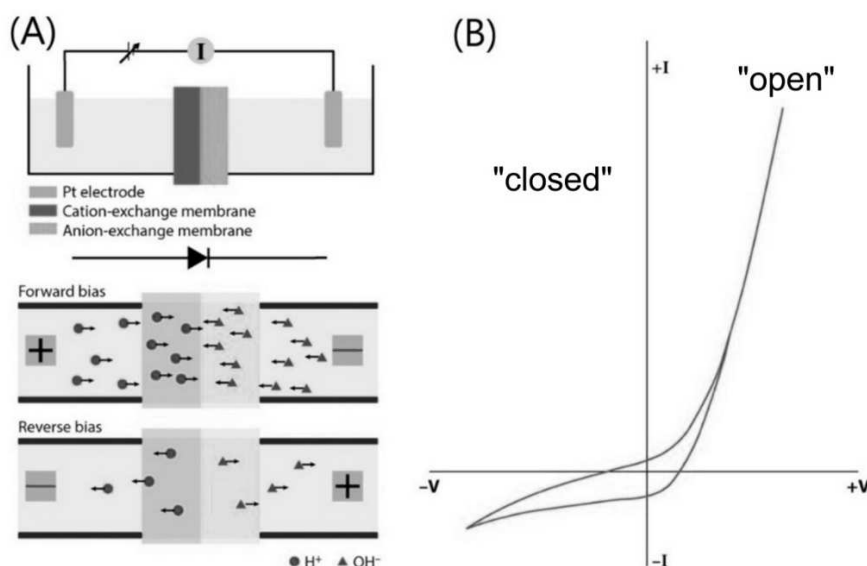 (A)
I
Pt electrode
Cation-exchange membrane
Anion-exchange membrane
Forward bias
+
−
Reverse bias
−
+
H⁺ OH⁻
(B)
+I
"open"
"closed"
-V
+V
-I